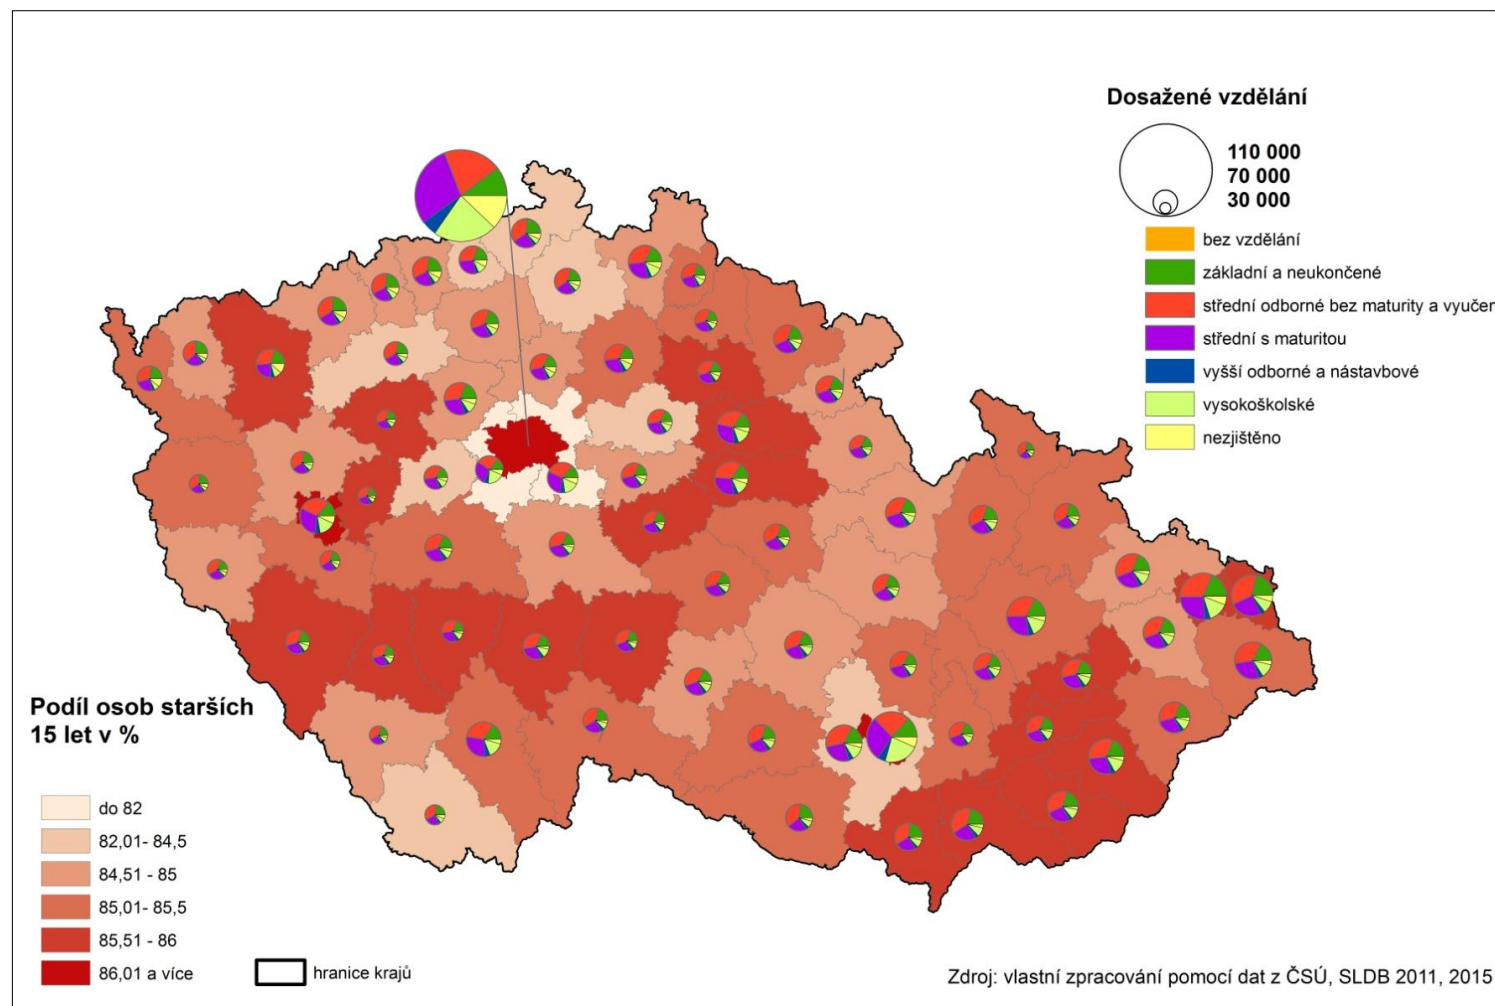 Dosažené vzdělání
110 000
70 000
30 000
bez vzdělání
základní a neukončené
střední odborné bez maturity a vyučen
střední s maturitou
vyšší odborné a nástavbové
vysokoškolské
nezjištěno
Podíl osob starších
15 let v %
do 82
82,01- 84,5
84,51 - 85
85,01- 85,5
85,51 - 86
86,01 a více
hranice krajů
Zdroj: vlastní zpracování pomocí dat z ČSÚ, SLDB 2011, 2015